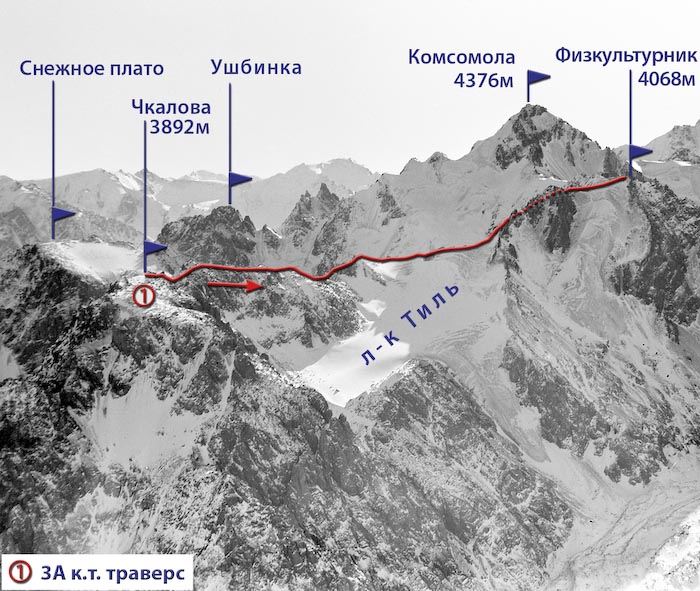 Снежное плато
Чкалова
3892м
Ушбинка
Комсомола
4376м
Физкультурник
4068м
л-к Тиль
1
1 3А к.т. траверс